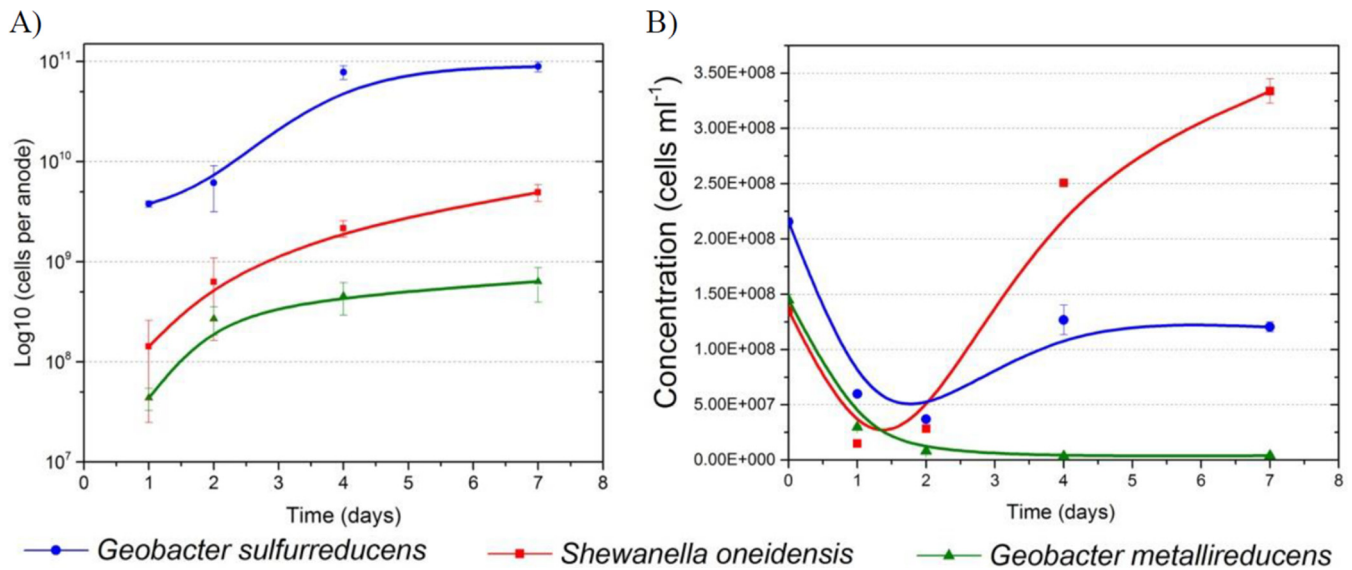 A)
Log10 (cells per anode)
10^11
10^10
10^9
10^8
10^7
0 1 2 3 4 5 6 7 8
Time (days)
B)
Concentration (cells ml^-1)
3.50E+008
3.00E+008
2.50E+008
2.00E+008
1.50E+008
1.00E+008
5.00E+007
0.00E+000
0 1 2 3 4 5 6 7 8
Time (days)
Geobacter sulfurreducens Shewanella oneidensis Geobacter metallireducens